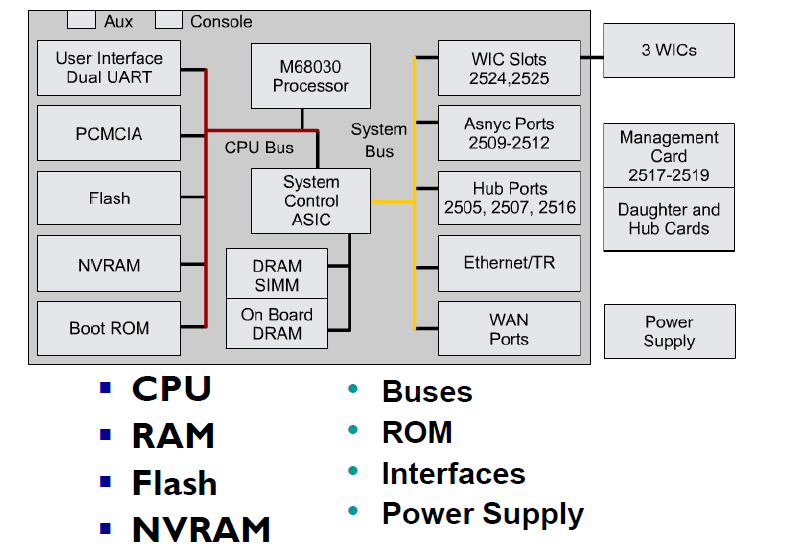 Aux
Console
User Interface
Dual UART
M68030
Processor
WIC Slots
2524,2525
3 WICs
PCMCIA
CPU Bus
System
Bus
Asnyc Ports
2509-2512
Management
Card
2517-2519
Flash
System
Control
ASIC
Hub Ports
2505, 2507, 2516
Daughter and
Hub Cards
NVRAM
DRAM
SIMM
Ethernet/TR
Boot ROM
On Board
DRAM
WAN
Ports
Power
Supply
▪ CPU
▪ RAM
▪ Flash
▪ NVRAM
• Buses
• ROM
• Interfaces
• Power Supply